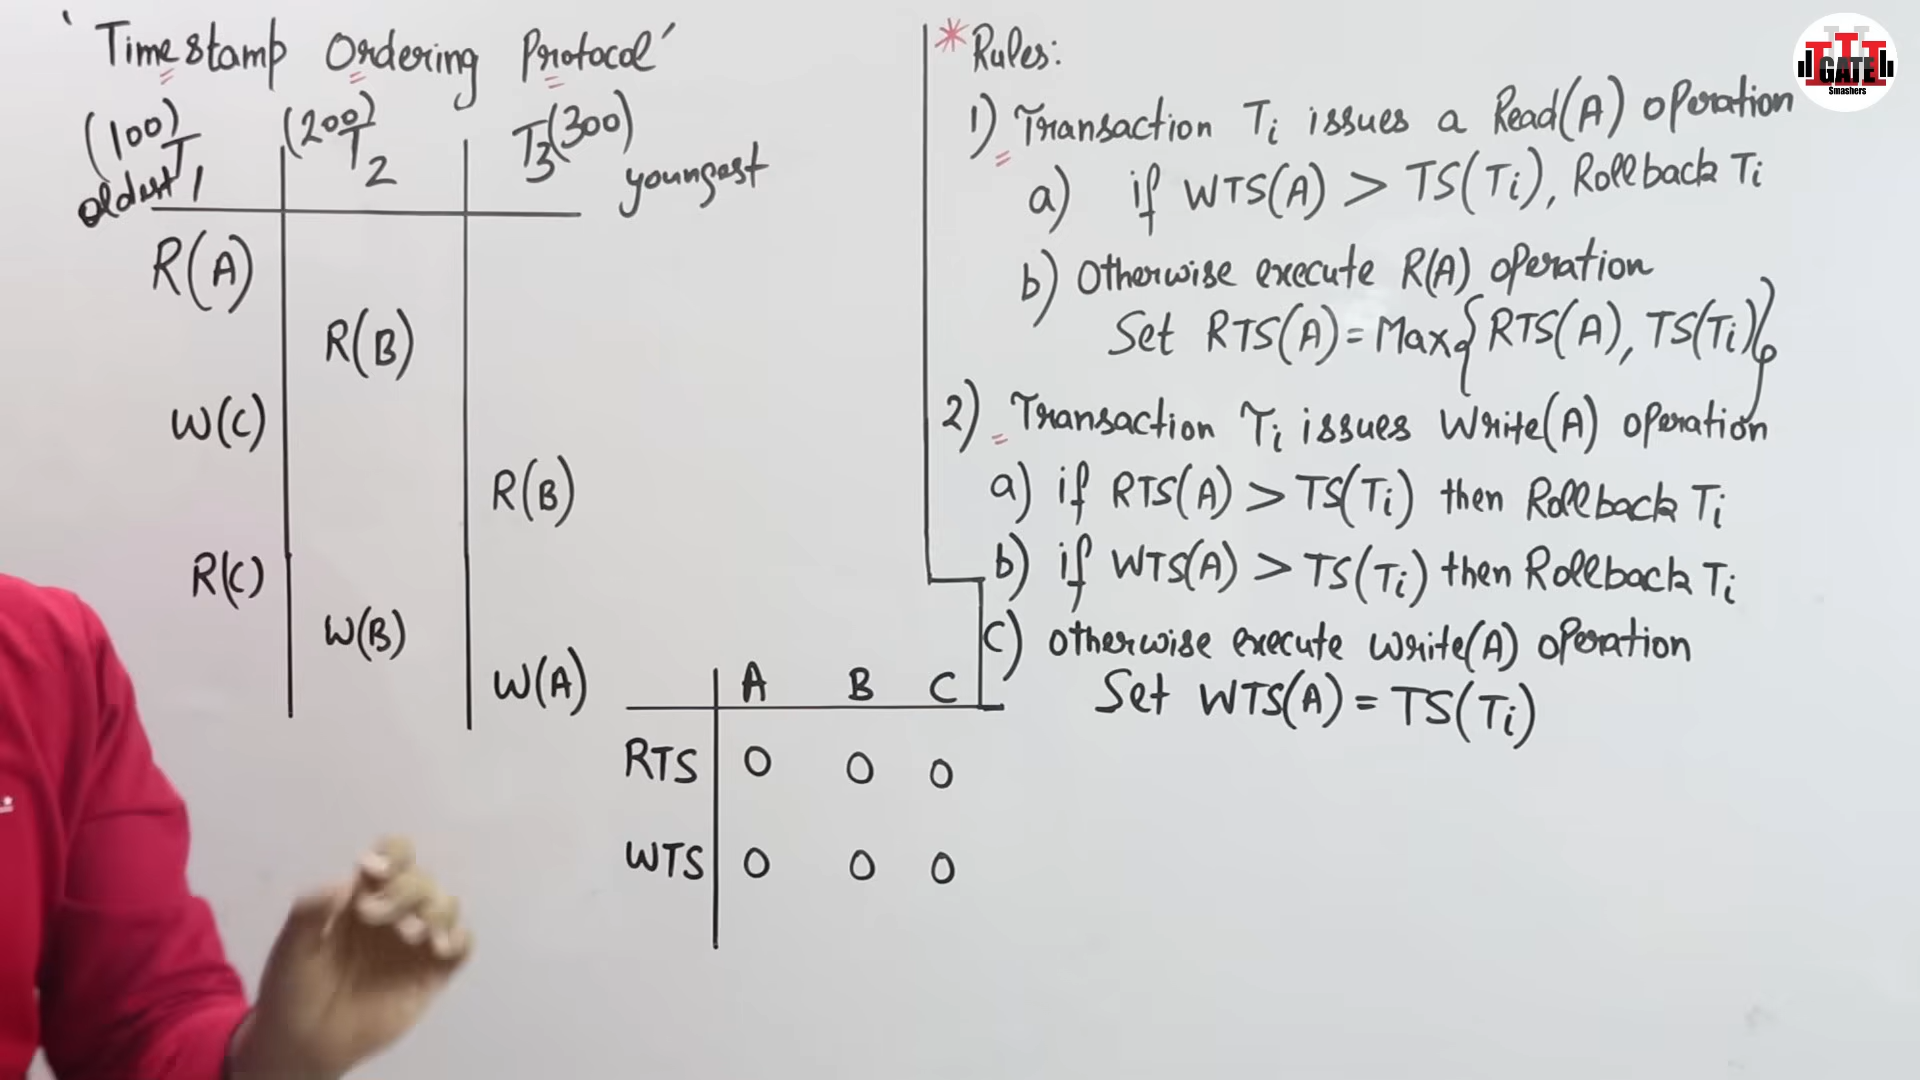 'Timestamp Ordering Protocol'
(100) T1 oldest
(200) T2
T3 (300) youngest
R(A)
R(B)
W(C)
R(B)
R(C)
W(B)
W(A)
A B C
RTS 0 0 0
WTS 0 0 0
* Rules:
1) Transaction Ti issues a Read(A) operation
a) if WTS(A) > TS(Ti), Rollback Ti
b) Otherwise execute R(A) operation
Set RTS(A) = Max{RTS(A), TS(Ti)}
2) Transaction Ti issues Write(A) operation
a) if RTS(A) > TS(Ti) then Rollback Ti
b) if WTS(A) > TS(Ti) then Rollback Ti
c) otherwise execute Write(A) operation
Set WTS(A) = TS(Ti)
GATE
Smashers